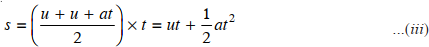 s = ((u + u + at)/2) × t = ut + 1/2 at² ...(iii)